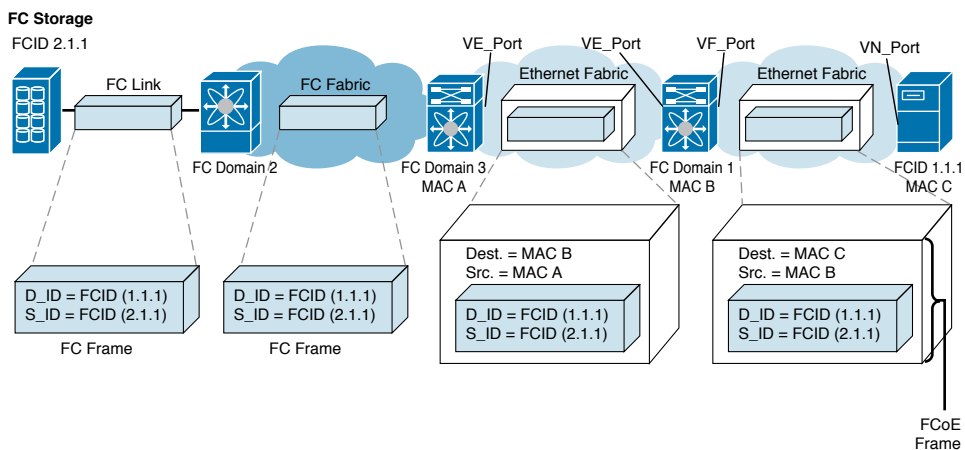 FC Storage
FCID 2.1.1
FC Link
FC Fabric
VE_Port
Ethernet Fabric
VE_Port
VF_Port
Ethernet Fabric
VN_Port
FC Domain 2
FC Domain 3
MAC A
FC Domain 1
MAC B
FCID 1.1.1
MAC C
D_ID = FCID (1.1.1)
S_ID = FCID (2.1.1)
FC Frame
D_ID = FCID (1.1.1)
S_ID = FCID (2.1.1)
FC Frame
Dest. = MAC B
Src. = MAC A
D_ID = FCID (1.1.1)
S_ID = FCID (2.1.1)
Dest. = MAC C
Src. = MAC B
D_ID = FCID (1.1.1)
S_ID = FCID (2.1.1)
FCoE
Frame